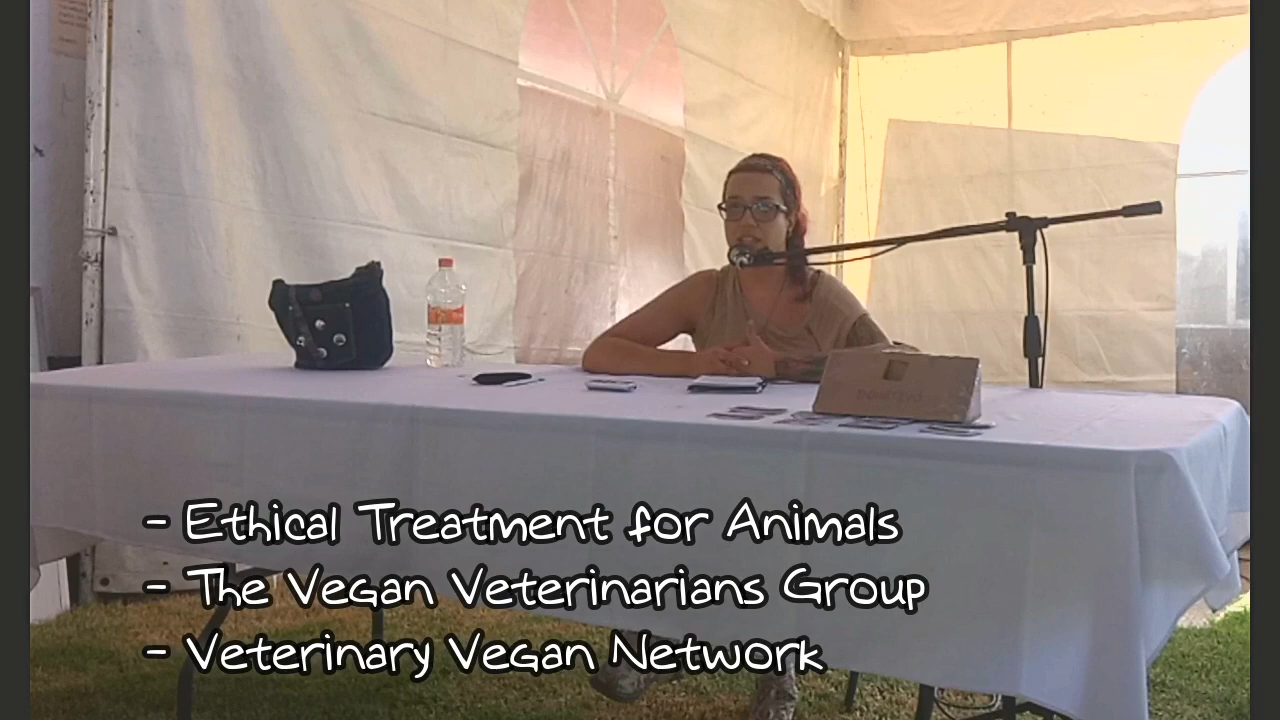 - Ethical Treatment for Animals
- The Vegan Veterinarians Group
- Veterinary Vegan Network